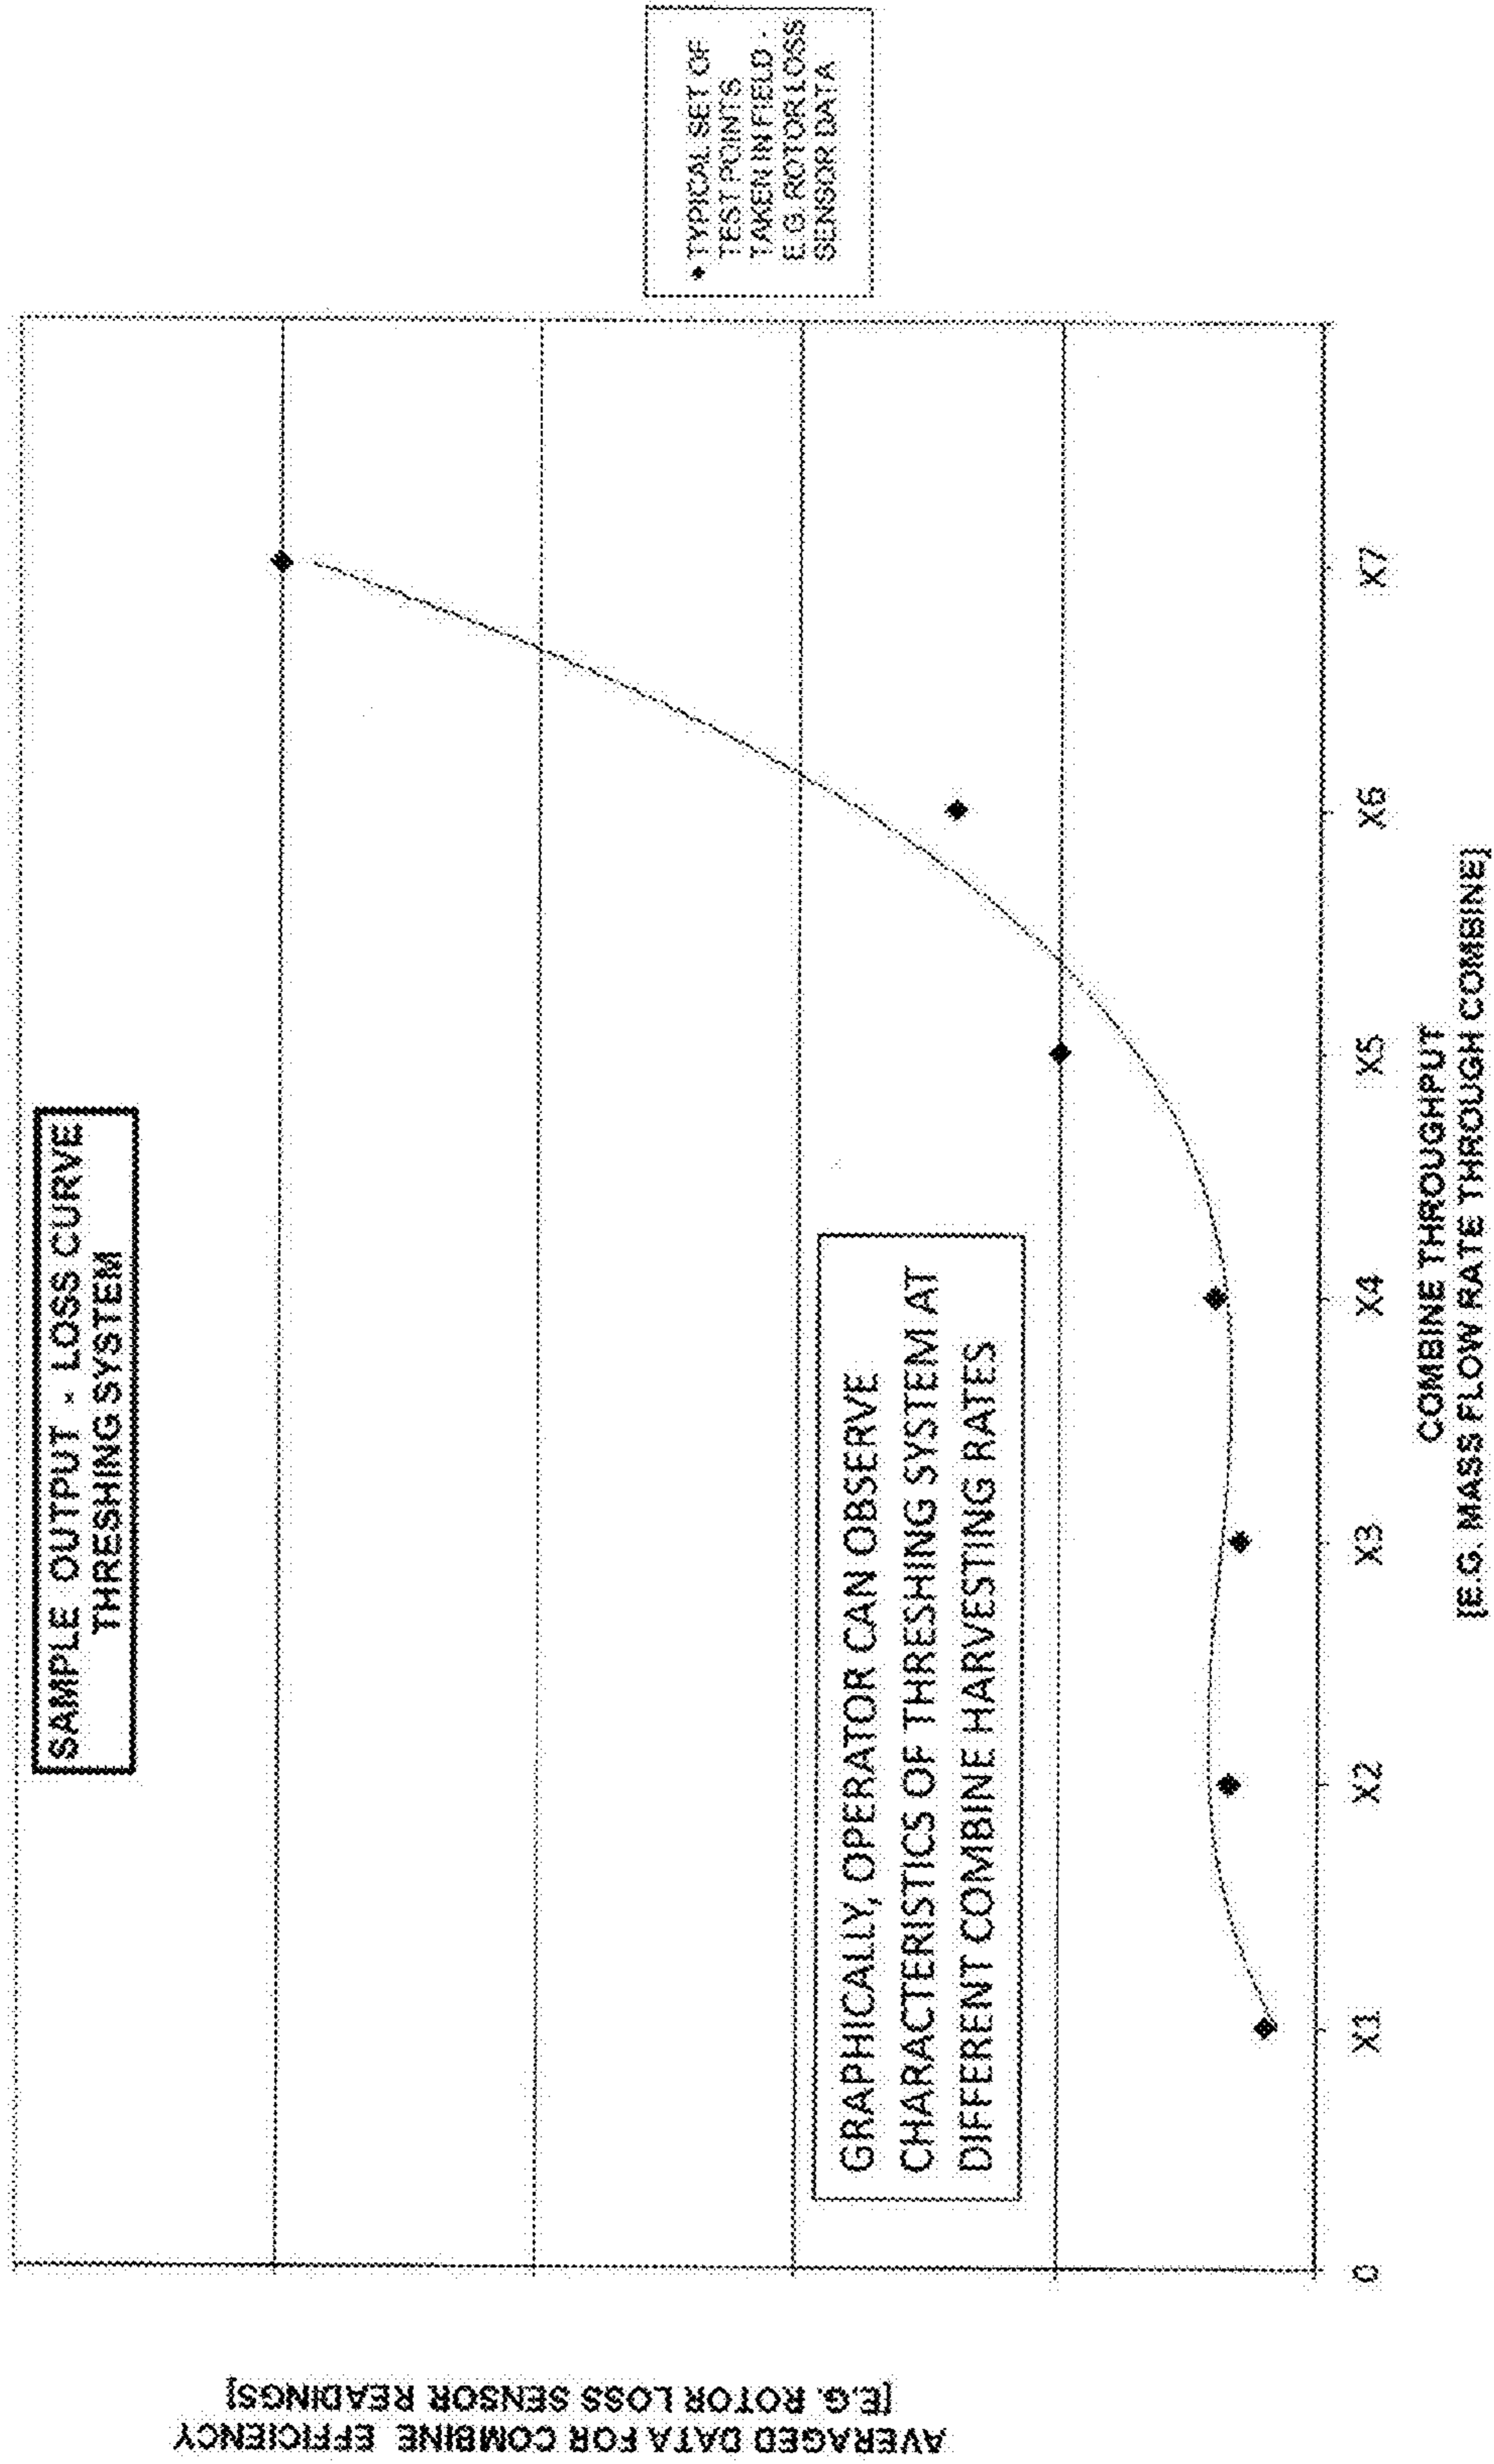 SAMPLE OUTPUT - LOSS CURVE
THRESHING SYSTEM
AVERAGED DATA FOR COMBINE EFFICIENCY
[E.G. ROTOR LOSS SENSOR READINGS]
GRAPHICALLY, OPERATOR CAN OBSERVE
CHARACTERISTICS OF THRESHING SYSTEM AT
DIFFERENT COMBINE HARVESTING RATES
TYPICAL SET OF
TEST POINTS
TAKEN IN FIELD -
E.G. ROTOR LOSS
SENSOR DATA
0 X1 X2 X3 X4 X5 X6 X7
COMBINE THROUGHPUT
[E.G. MASS FLOW RATE THROUGH COMBINE]